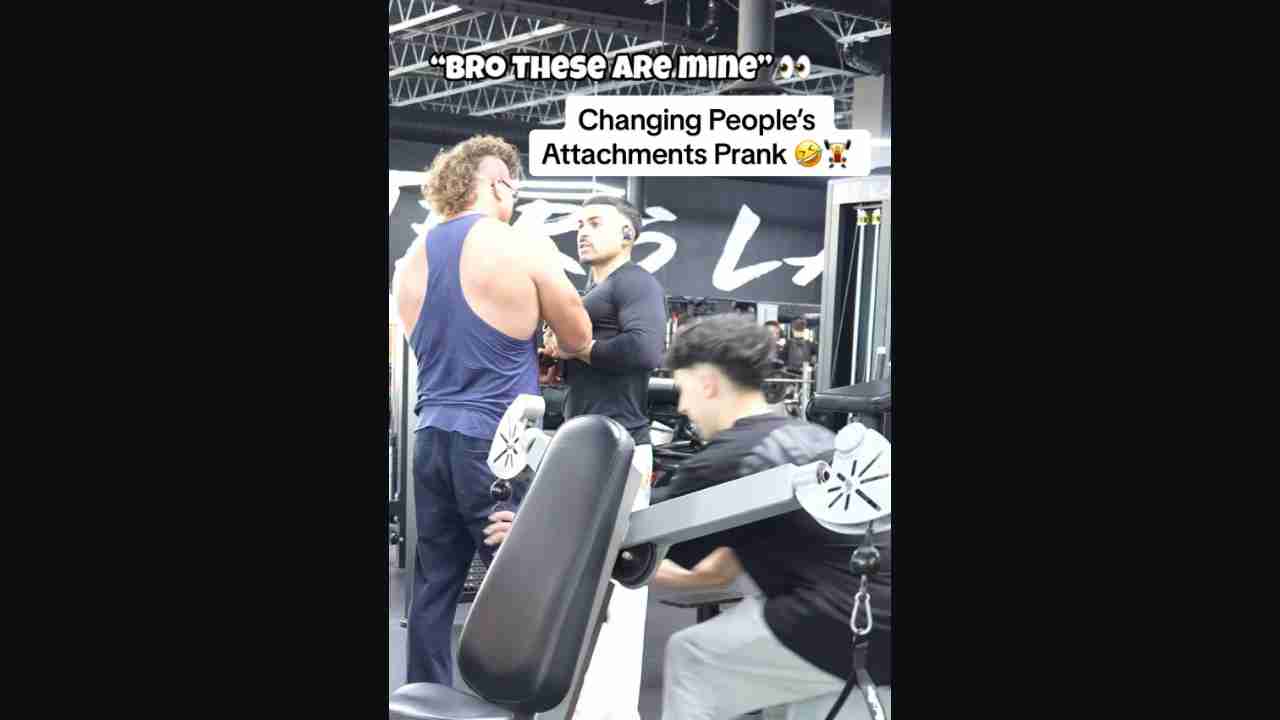 “BRO THESE ARE MINE” 👀
Changing People’s
Attachments Prank 🤣🏋️